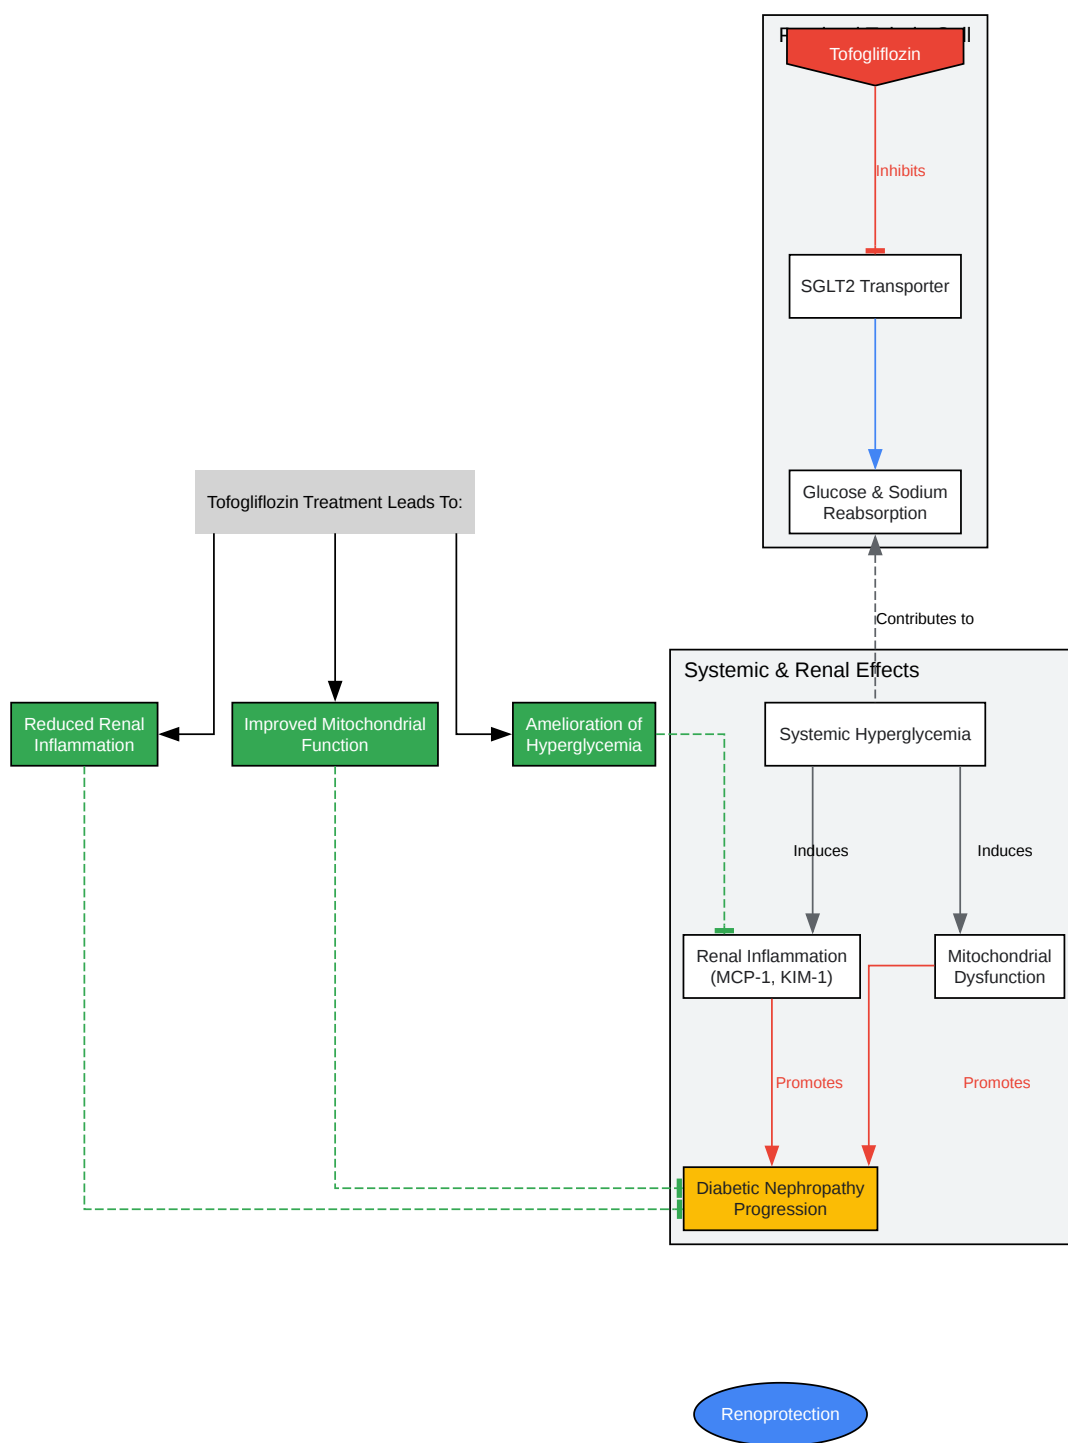 Tofogliflozin
Inhibits
SGLT2 Transporter
Glucose & Sodium
Reabsorption
Contributes to
Tofogliflozin Treatment Leads To:
Systemic & Renal Effects
Reduced Renal
Inflammation
Improved Mitochondrial
Function
Amelioration of
Hyperglycemia
Systemic Hyperglycemia
Induces
Induces
Renal Inflammation
(MCP-1, KIM-1)
Mitochondrial
Dysfunction
Promotes
Promotes
Diabetic Nephropathy
Progression
Renoprotection